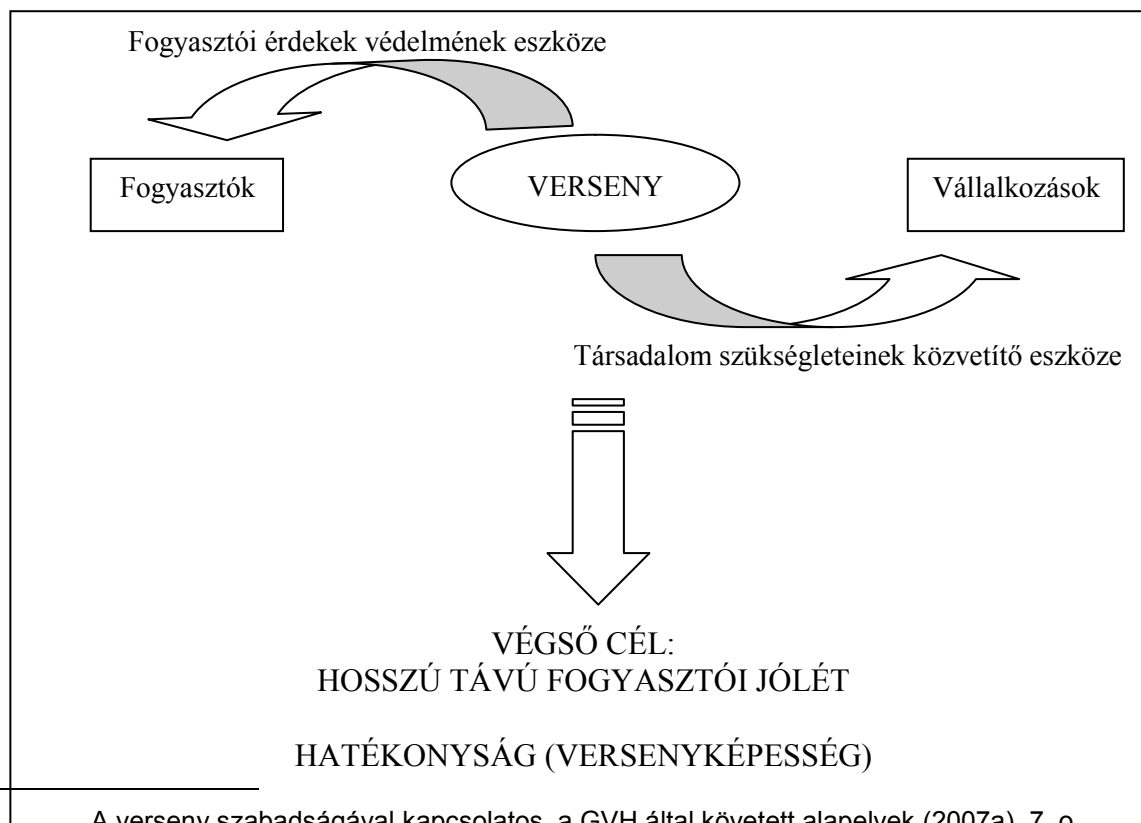 Fogyasztói érdekek védelmének eszköze
Fogyasztók
VERSENY
Vállalkozások
Társadalom szükségleteinek közvetítő eszköze
VÉGSŐ CÉL:
HOSSZÚ TÁVÚ FOGYASZTÓI JÓLÉT
HATÉKONYSÁG (VERSENYKÉPESSÉG)
A verseny szabadságával kapcsolatos, a GVH által követett alapelvek (2007a), 7. o.